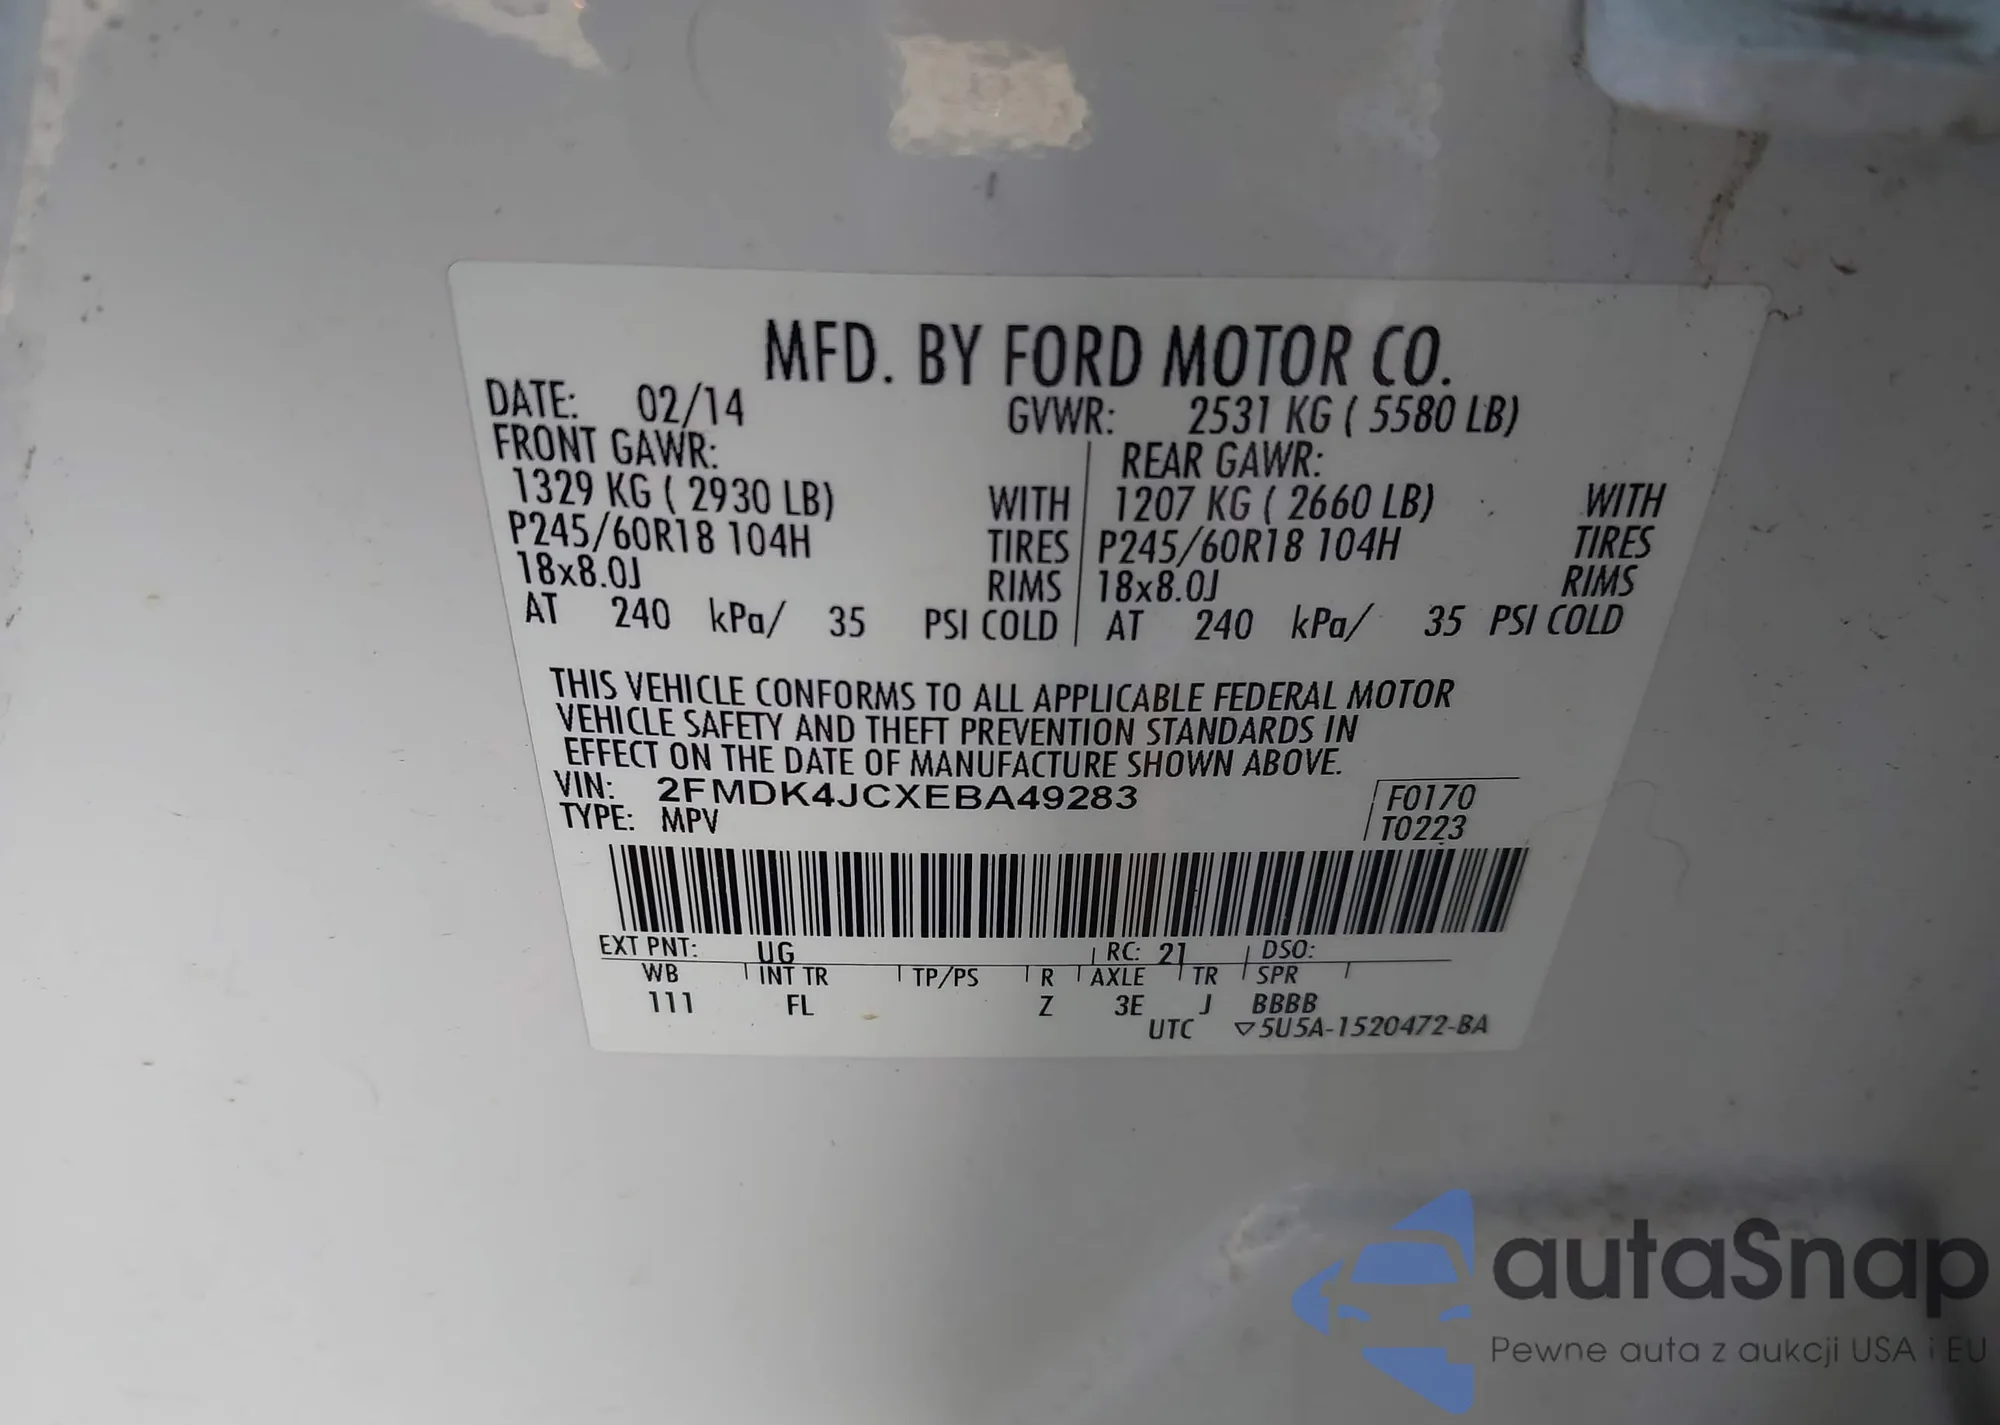 MFD. BY FORD MOTOR CO.
DATE: 02/14 GVWR: 2531 KG ( 5580 LB)
FRONT GAWR: REAR GAWR:
1329 KG ( 2930 LB) WITH 1207 KG ( 2660 LB) WITH
P245/60R18 104H TIRES P245/60R18 104H TIRES
18x8.0J RIMS 18x8.0J RIMS
AT 240 kPa/ 35 PSI COLD AT 240 kPa/ 35 PSI COLD
THIS VEHICLE CONFORMS TO ALL APPLICABLE FEDERAL MOTOR
VEHICLE SAFETY AND THEFT PREVENTION STANDARDS IN
EFFECT ON THE DATE OF MANUFACTURE SHOWN ABOVE.
VIN: 2FMDK4JCXEBA49283 F0170
TYPE: MPV T0223
EXT PNT: UG RC: 21 DSO:
WB INT TR TP/PS R AXLE TR SPR
111 FL Z 3E J BBBB
UTC ▽5U5A-1520472-BA
autaSnap
Pewne auta z aukcji USA i EU